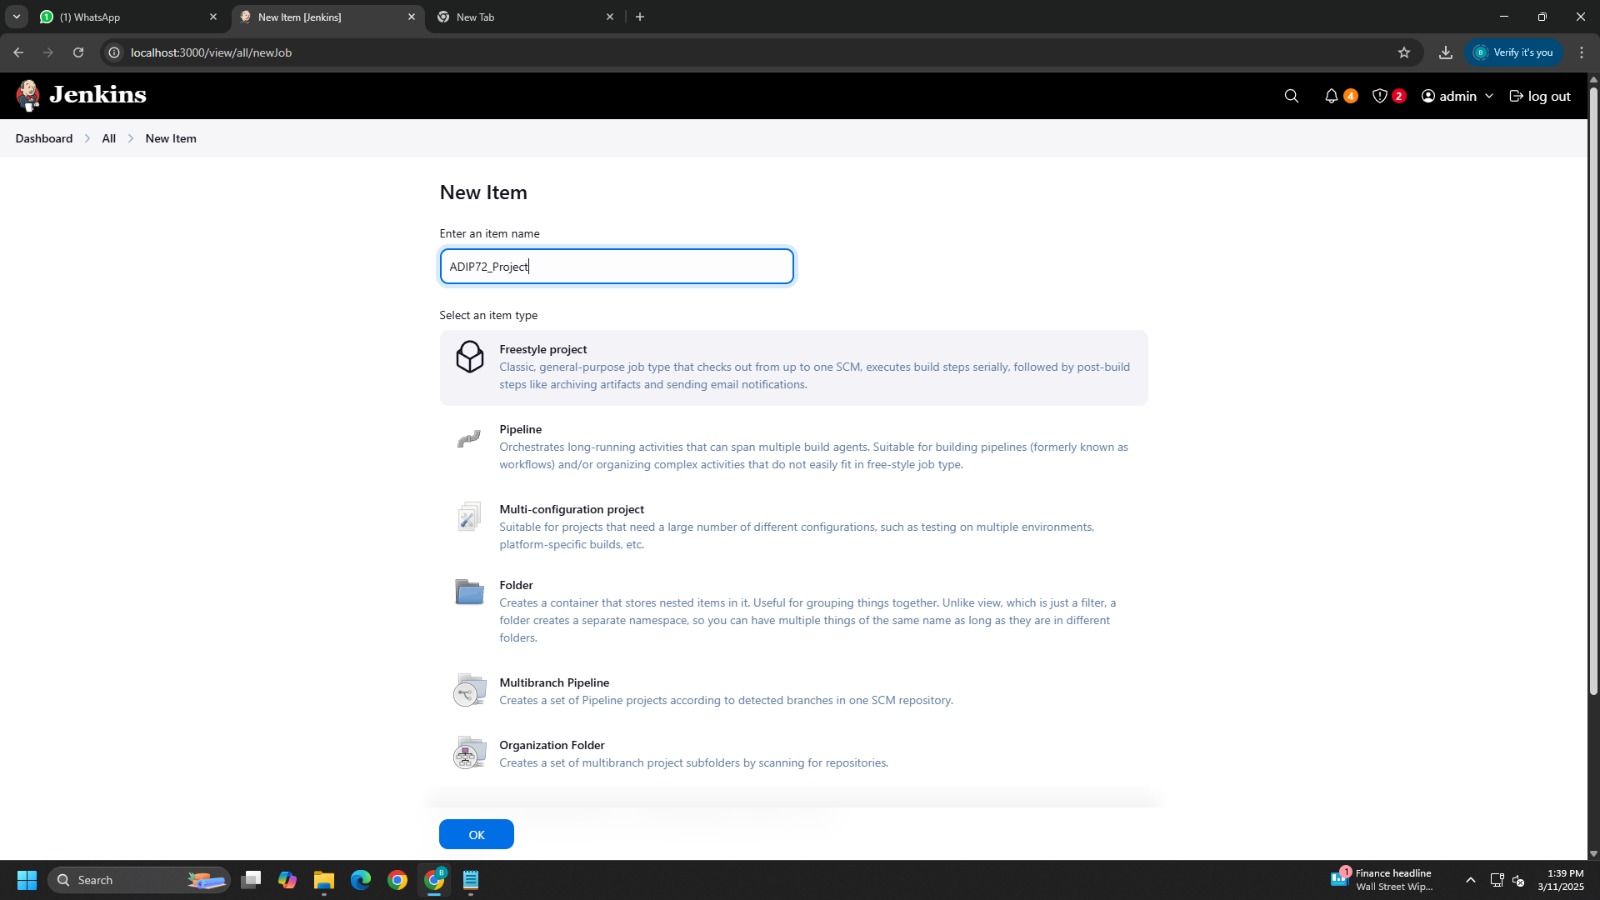 (1) WhatsApp
New Item [Jenkins]
New Tab
localhost:3000/view/all/newJob
Verify it's you
Jenkins
4
2
admin
log out
Dashboard
All
New Item
New Item
Enter an item name
ADIP72_Project
Select an item type
Freestyle project
Classic, general-purpose job type that checks out from up to one SCM, executes build steps serially, followed by post-build
steps like archiving artifacts and sending email notifications.
Pipeline
Orchestrates long-running activities that can span multiple build agents. Suitable for building pipelines (formerly known as
workflows) and/or organizing complex activities that do not easily fit in free-style job type.
Multi-configuration project
Suitable for projects that need a large number of different configurations, such as testing on multiple environments,
platform-specific builds, etc.
Folder
Creates a container that stores nested items in it. Useful for grouping things together. Unlike view, which is just a filter, a
folder creates a separate namespace, so you can have multiple things of the same name as long as they are in different
folders.
Multibranch Pipeline
Creates a set of Pipeline projects according to detected branches in one SCM repository.
Organization Folder
Creates a set of multibranch project subfolders by scanning for repositories.
OK
Search
B
1
Finance headline
Wall Street Wip...
1:39 PM
3/11/2025